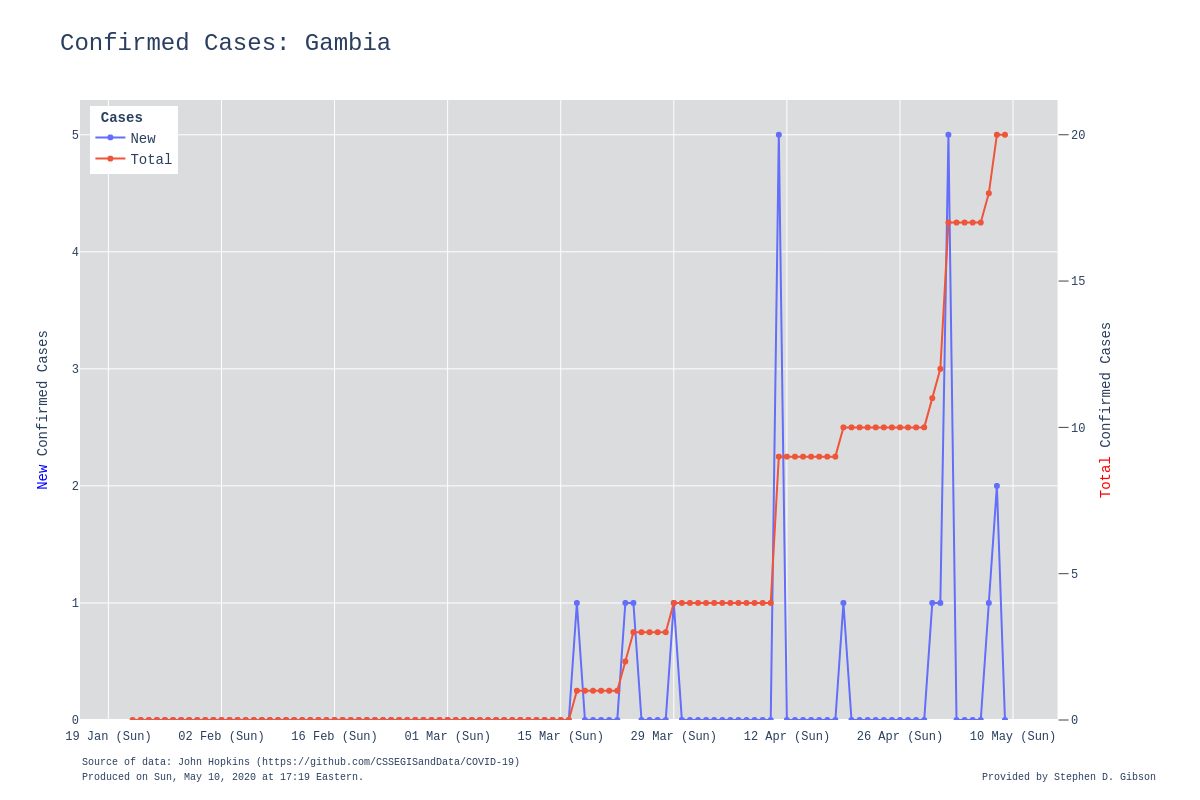 Confirmed Cases: Gambia
Cases
New
Total
5
4
3
2
1
0
20
15
10
5
0
New Confirmed Cases
Total Confirmed Cases
19 Jan (Sun) 02 Feb (Sun) 16 Feb (Sun) 01 Mar (Sun) 15 Mar (Sun) 29 Mar (Sun) 12 Apr (Sun) 26 Apr (Sun) 10 May (Sun)
Source of data: John Hopkins (https://github.com/CSSEGISandData/COVID-19)
Produced on Sun, May 10, 2020 at 17:19 Eastern.
Provided by Stephen D. Gibson